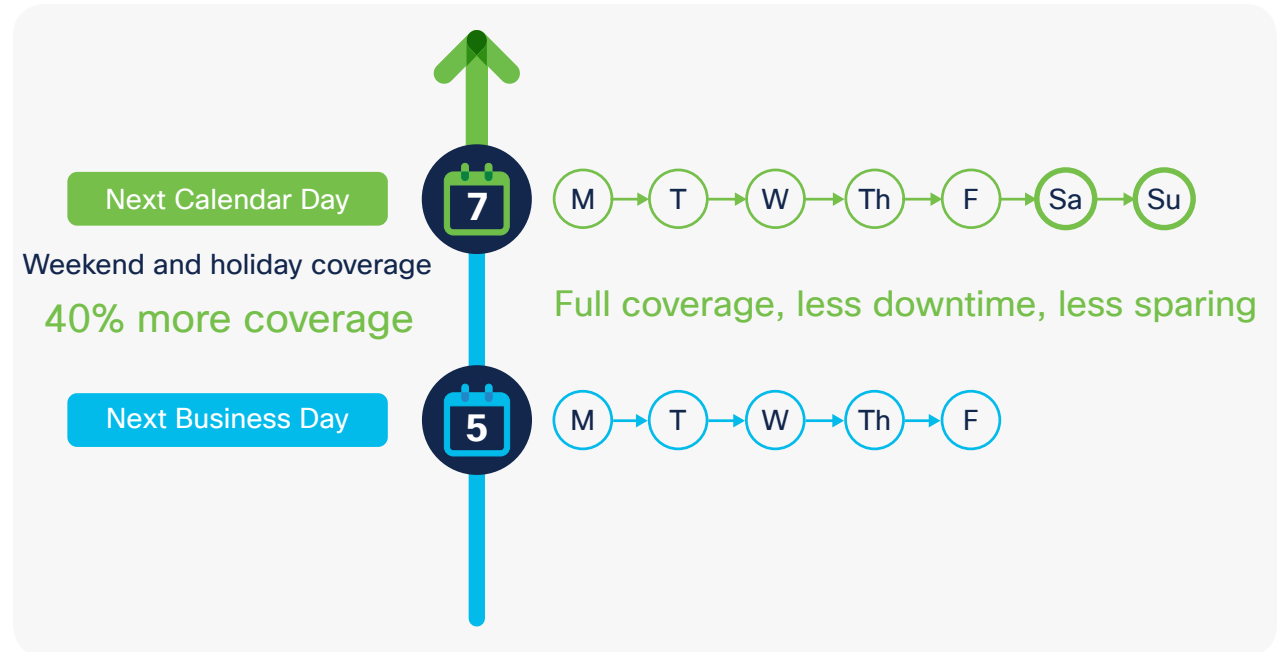 Next Calendar Day
7
M
T
W
Th
F
Sa
Su
Weekend and holiday coverage
40% more coverage
Full coverage, less downtime, less sparing
Next Business Day
5
M
T
W
Th
F